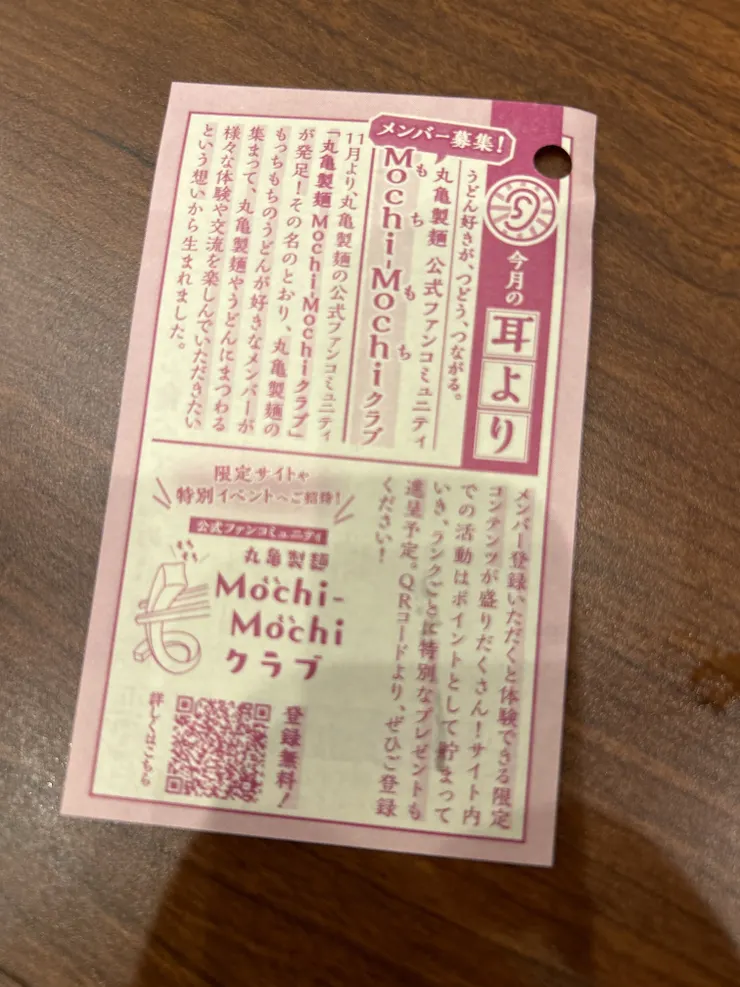 今月の
耳より
メンバー募集！
うどん好きが、つどう、つながる。
丸亀製麺 公式ファンコミュニティ
もち もち
Mochi-Mochiクラブ
11月より、丸亀製麺の公式ファンコミュニティ
「丸亀製麺 Mochi-Mochiクラブ」
が発足！その名のとおり、丸亀製麺の
もっちもちのうどんが好きなメンバーが
集まって、丸亀製麺やうどんにまつわる
様々な体験や交流を楽しんでいただきたい
という想いから生まれました。
メンバー登録いただくと体験できる限定
コンテンツが盛りだくさん！サイト内
での活動はポイントとして貯まって
いき、ランクごとに特別なプレゼントも
進呈予定。QRコードより、ぜひご登録
ください！
限定サイトや
特別イベントへご招待！
公式ファンコミュニティ
丸亀製麺
Mochi-
Mochi
クラブ
登録無料！
詳しくはこちら